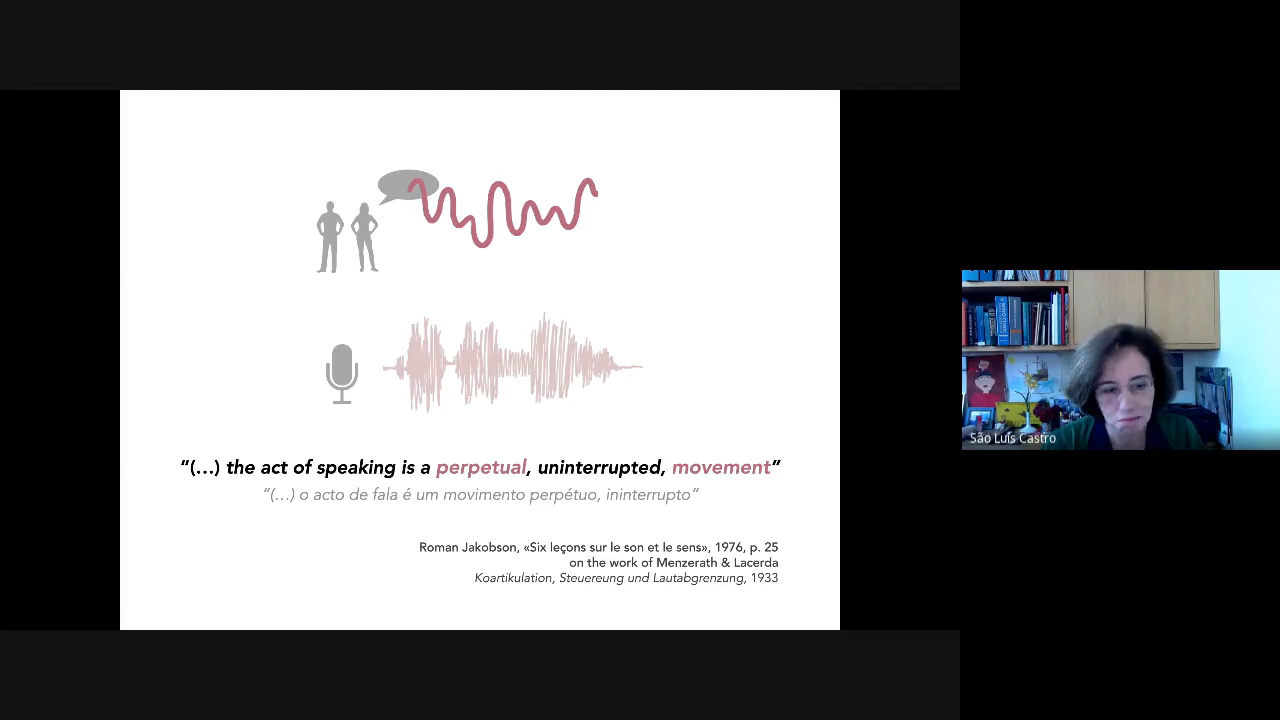 "(…) the act of speaking is a perpetual, uninterrupted, movement"
"(…) o acto de fala é um movimento perpétuo, ininterrupto"
Roman Jakobson, «Six leçons sur le son et le sens», 1976, p. 25
on the work of Menzerath & Lacerda
Koartikulation, Steuereung und Lautabgrenzung, 1933
São Luís Castro